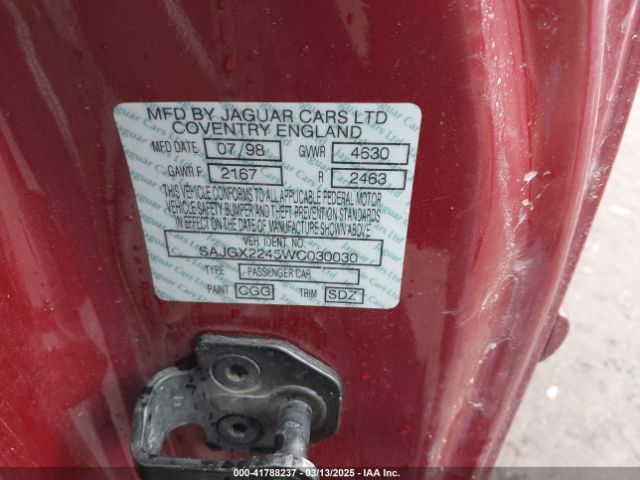 MFD BY JAGUAR CARS LTD
COVENTRY ENGLAND
MFD DATE 07/98 GVWR 4630
GAWR F 2167 R 2463
THIS VEHICLE CONFORMS TO ALL APPLICABLE FEDERAL MOTOR
VEHICLE SAFETY BUMPER AND THEFT PREVENTION STANDARDS
IN EFFECT ON THE DATE OF MANUFACTURE SHOWN ABOVE
VEH. IDENT. NO.
SAJGX2245WC030030
TYPE PASSENGER CAR
PAINT CGG TRIM SDZ
000-41788237 - 03/13/2025 - IAA Inc.